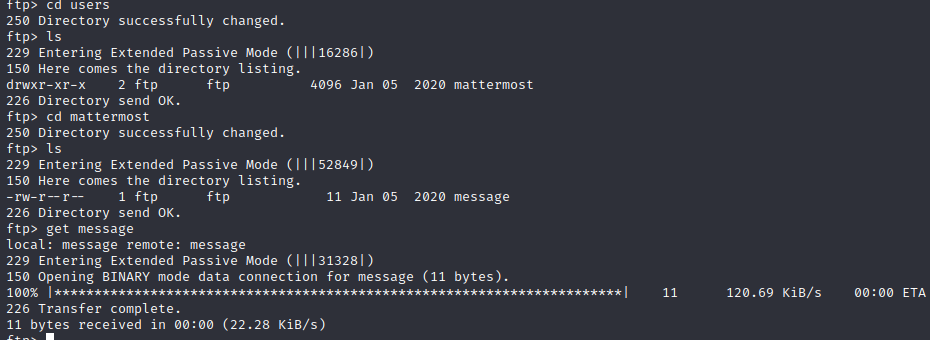 ftp> cd users
250 Directory successfully changed.
ftp> ls
229 Entering Extended Passive Mode (|||16286|)
150 Here comes the directory listing.
drwxr-xr-x    2 ftp      ftp          4096 Jan 05  2020 mattermost
226 Directory send OK.
ftp> cd mattermost
250 Directory successfully changed.
ftp> ls
229 Entering Extended Passive Mode (|||52849|)
150 Here comes the directory listing.
-rw-r--r--    1 ftp      ftp            11 Jan 05  2020 message
226 Directory send OK.
ftp> get message
local: message remote: message
229 Entering Extended Passive Mode (|||31328|)
150 Opening BINARY mode data connection for message (11 bytes).
100% |***********************************************************************|    11      120.69 KiB/s    00:00 ETA
226 Transfer complete.
11 bytes received in 00:00 (22.28 KiB/s)
ftp>